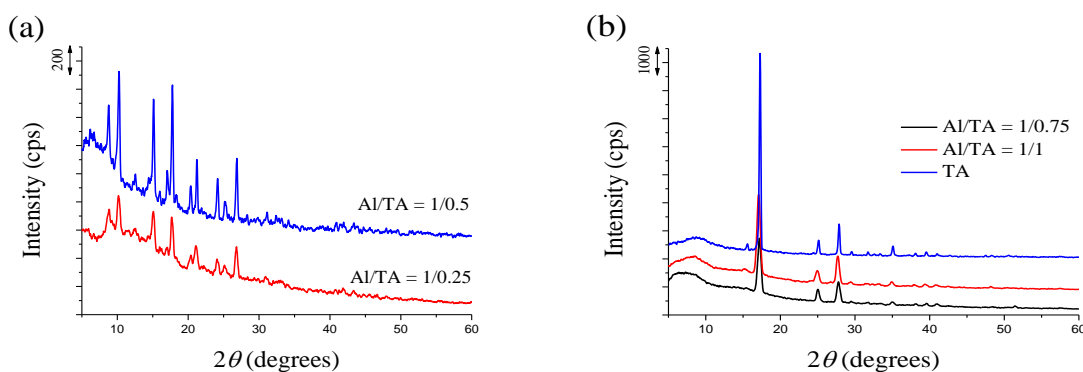 (a)
200
Intensity (cps)
Al/TA = 1/0.5
Al/TA = 1/0.25
10 20 30 40 50 60
2θ (degrees)
(b)
1000
Intensity (cps)
Al/TA = 1/0.75
Al/TA = 1/1
TA
10 20 30 40 50 60
2θ (degrees)